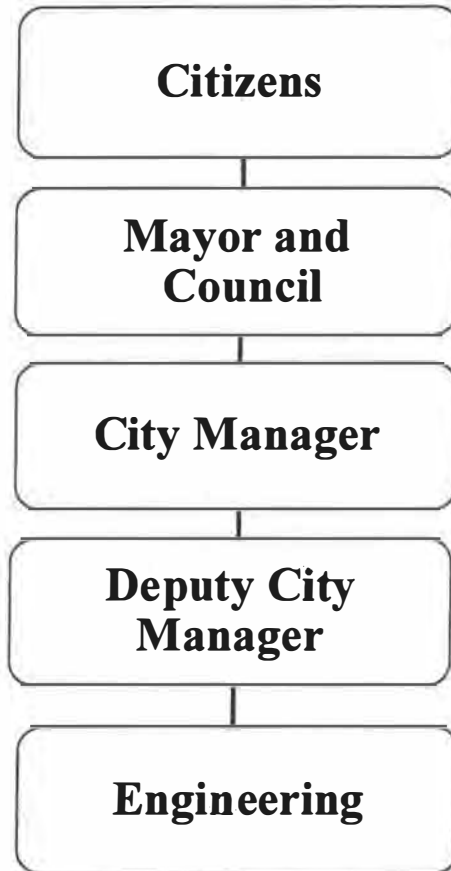 Citizens
Mayor and
Council
City Manager
Deputy City
Manager
Engineering